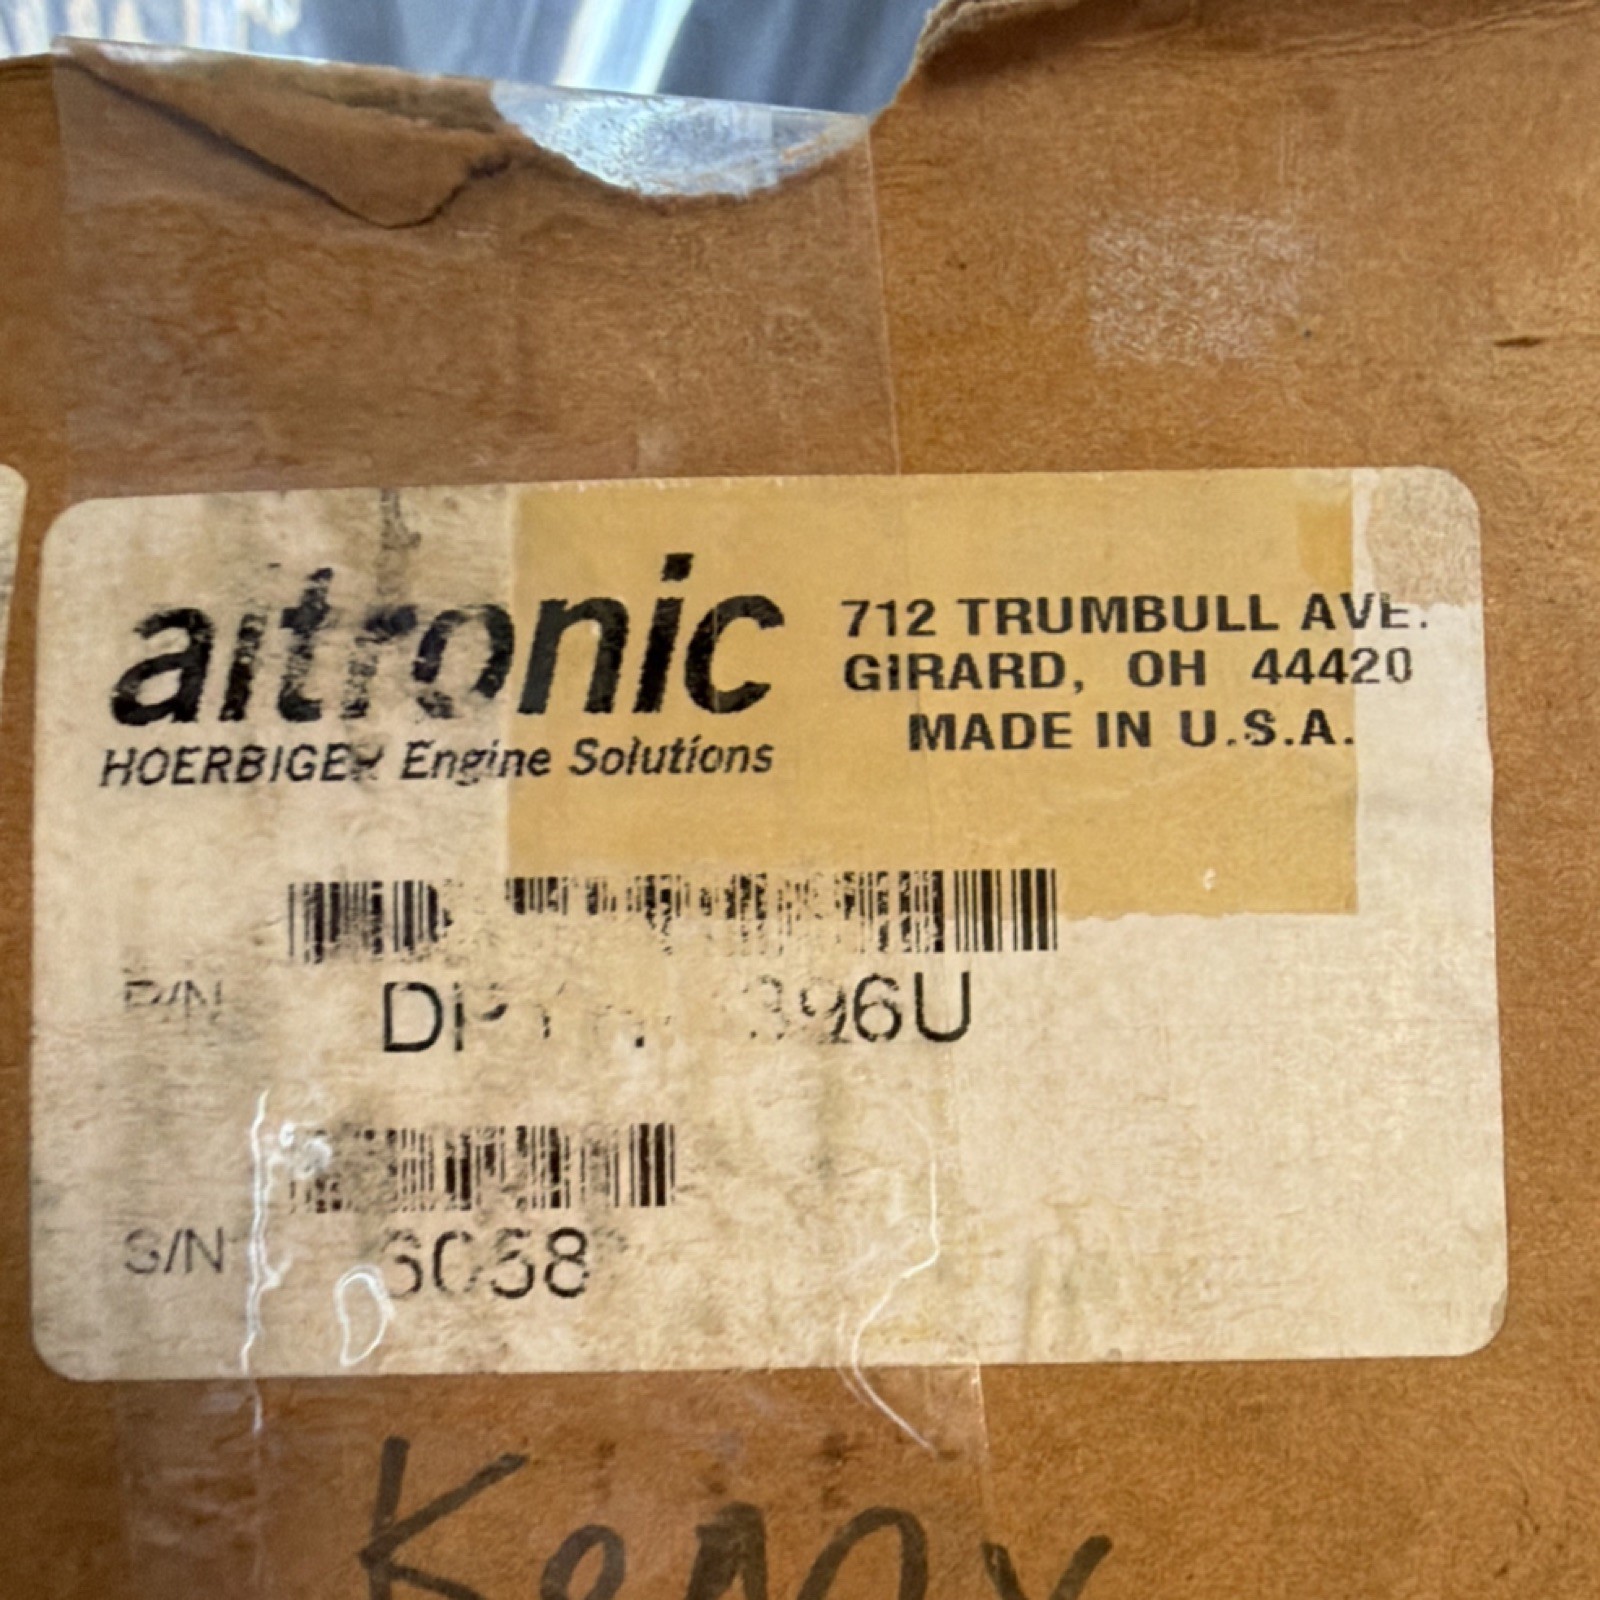 altronic
HOERBIGER Engine Solutions
712 TRUMBULL AVE.
GIRARD, OH 44420
MADE IN U.S.A.
P/N
S/N